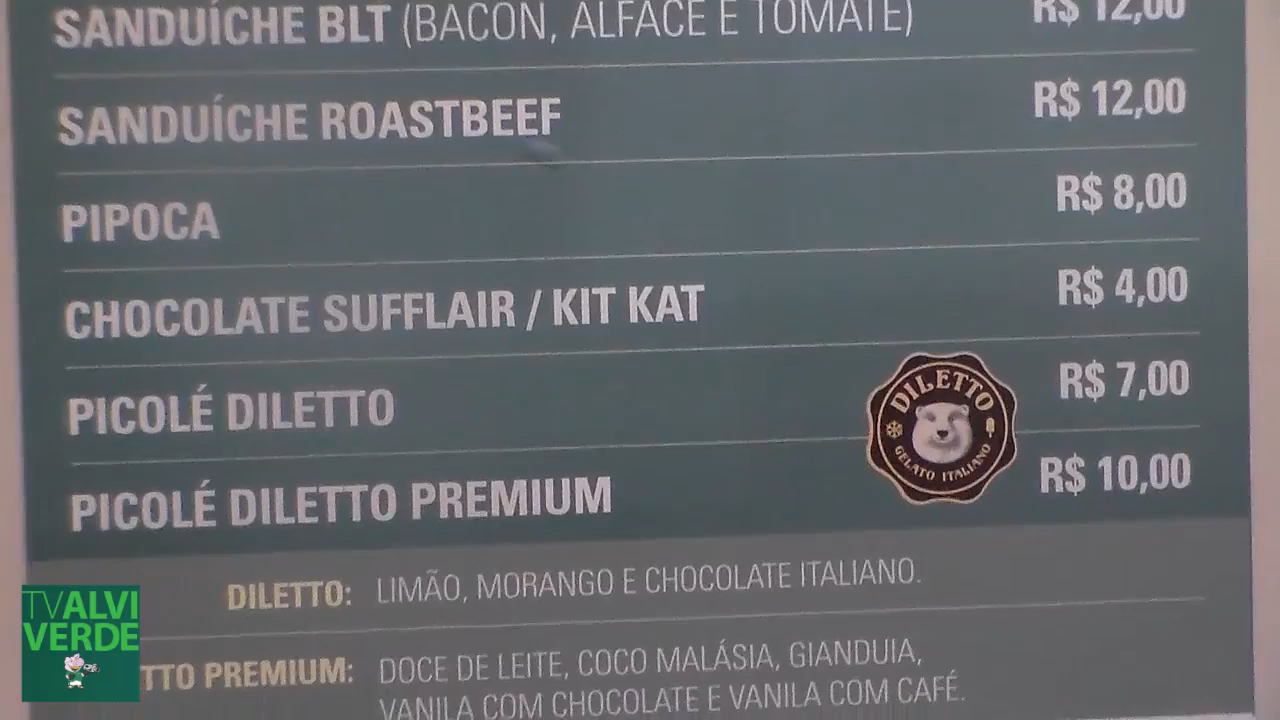 SANDUÍCHE BLT (BACON, ALFACE E TOMATE) R$ 12,00
SANDUÍCHE ROASTBEEF R$ 12,00
PIPOCA R$ 8,00
CHOCOLATE SUFFLAIR / KIT KAT R$ 4,00
PICOLÉ DILETTO R$ 7,00
DILETTO
GELATO ITALIANO
PICOLÉ DILETTO PREMIUM R$ 10,00
DILETTO: LIMÃO, MORANGO E CHOCOLATE ITALIANO.
TTO PREMIUM: DOCE DE LEITE, COCO MALÁSIA, GIANDUIA,
VANILA COM CHOCOLATE E VANILA COM CAFÉ.
TV ALVI
VERDE